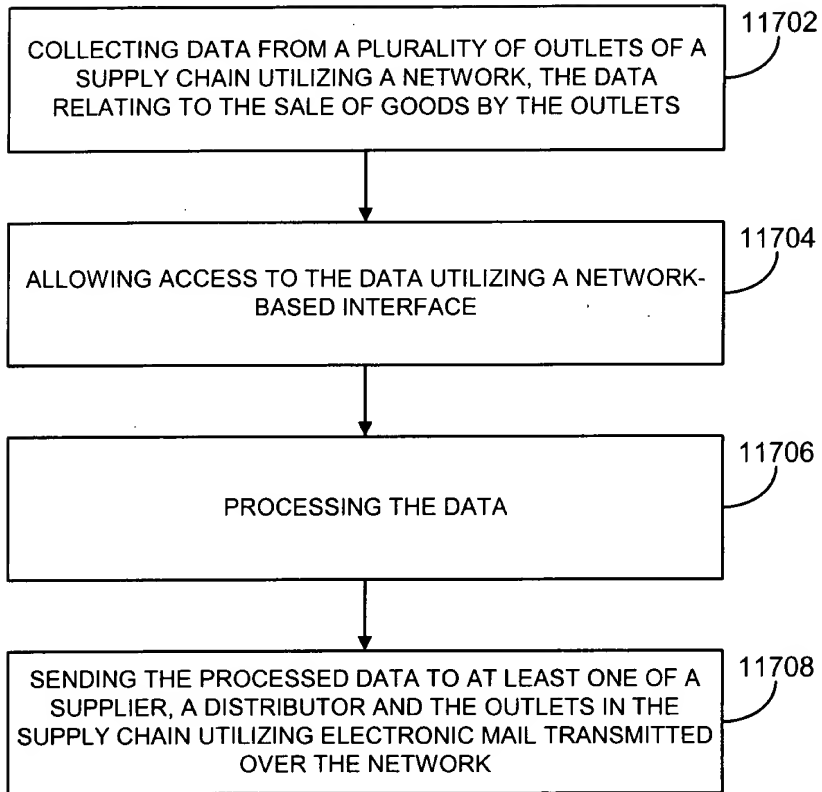 11702
COLLECTING DATA FROM A PLURALITY OF OUTLETS OF A
SUPPLY CHAIN UTILIZING A NETWORK, THE DATA
RELATING TO THE SALE OF GOODS BY THE OUTLETS
11704
ALLOWING ACCESS TO THE DATA UTILIZING A NETWORK-
BASED INTERFACE
11706
PROCESSING THE DATA
11708
SENDING THE PROCESSED DATA TO AT LEAST ONE OF A
SUPPLIER, A DISTRIBUTOR AND THE OUTLETS IN THE
SUPPLY CHAIN UTILIZING ELECTRONIC MAIL TRANSMITTED
OVER THE NETWORK